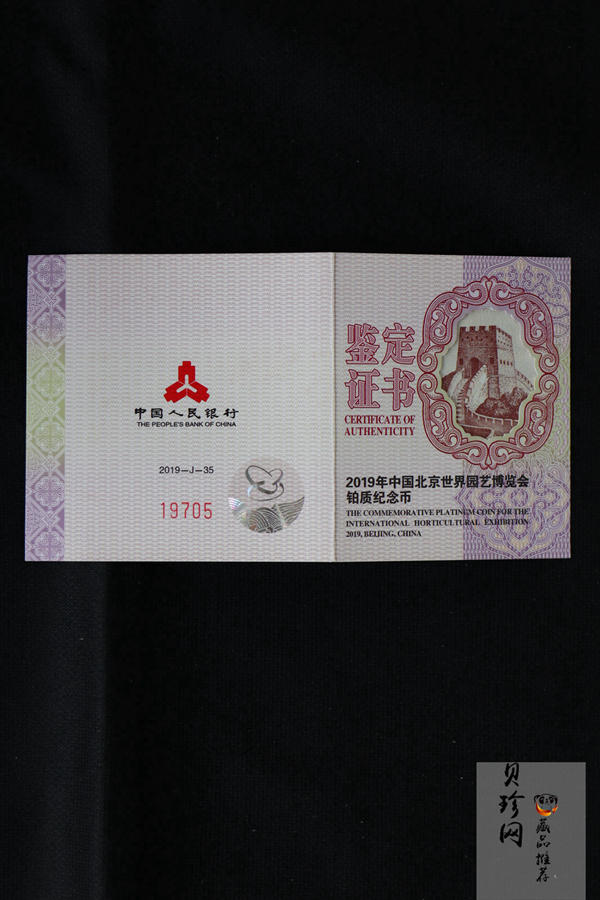 中国人民银行
THE PEOPLE'S BANK OF CHINA
2019-J-35
19705
鉴定
证书
CERTIFICATE OF
AUTHENTICITY
2019年中国北京世界园艺博览会
铂质纪念币
THE COMMEMORATIVE PLATINUM COIN FOR THE
INTERNATIONAL HORTICULTURAL EXHIBITION
2019, BEIJING, CHINA
贝珍网
藏品推荐